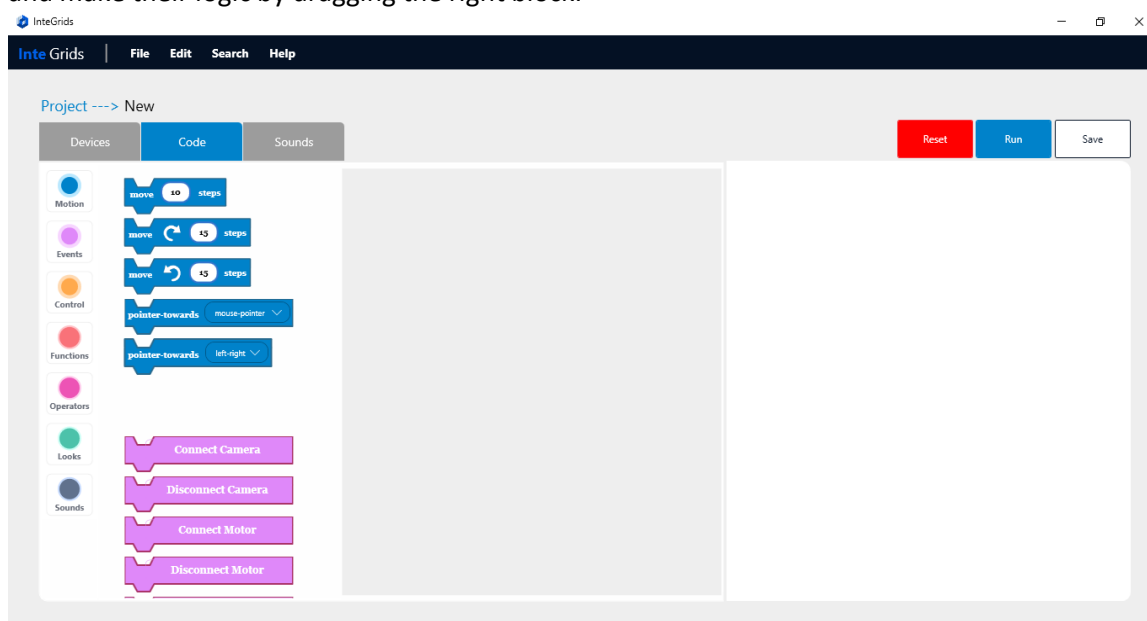 and make their logic by dragging the right block.
InteGrids
Inte Grids | File Edit Search Help
Project ---> New
Devices Code Sounds
Reset Run Save
Motion
Events
Control
Functions
Operators
Looks
Sounds
move 10 steps
move 15 steps
move 15 steps
pointer-towards mouse-pointer
pointer-towards left-right
Connect Camera
Disconnect Camera
Connect Motor
Disconnect Motor